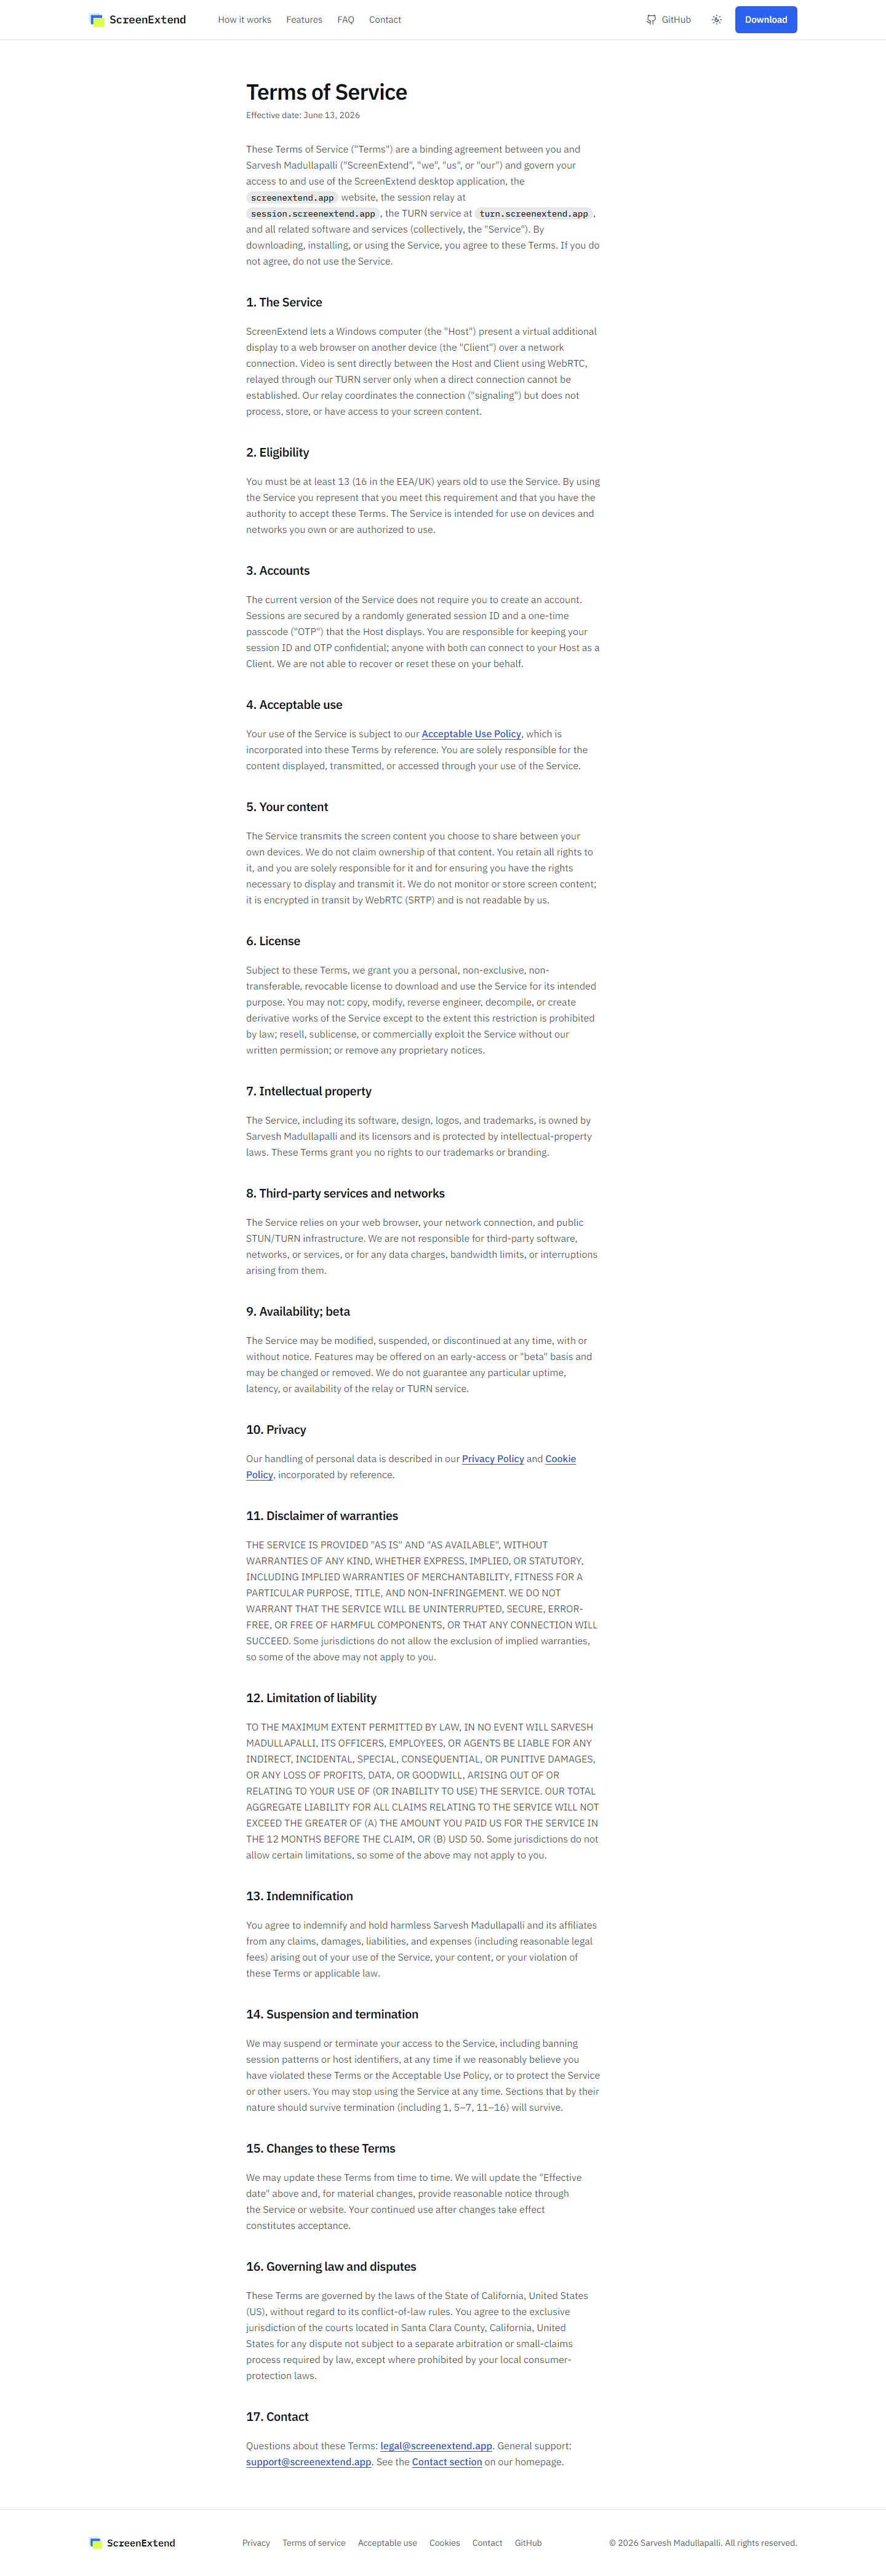 ScreenExtend
How it works
Features
FAQ
Contact
GitHub
Download
Terms of Service
Effective date: June 13, 2026
These Terms of Service ("Terms") are a binding agreement between you and
Sarvesh Madullapalli ("ScreenExtend", "we", "us", or "our") and govern your
access to and use of the ScreenExtend desktop application, the
screenextend.app website, the session relay at
session.screenextend.app, the TURN service at turn.screenextend.app,
and all related software and services (collectively, the "Service"). By
downloading, installing, or using the Service, you agree to these Terms. If you do
not agree, do not use the Service.
1. The Service
ScreenExtend lets a Windows computer (the "Host") present a virtual additional
display to a web browser on another device (the "Client") over a network
connection. Video is sent directly between the Host and Client using WebRTC,
relayed through our TURN server only when a direct connection cannot be
established. Our relay coordinates the connection ("signaling") but does not
process, store, or have access to your screen content.
2. Eligibility
You must be at least 13 (16 in the EEA/UK) years old to use the Service. By using
the Service you represent that you meet this requirement and that you have the
authority to accept these Terms. The Service is intended for use on devices and
networks you own or are authorized to use.
3. Accounts
The current version of the Service does not require you to create an account.
Sessions are secured by a randomly generated session ID and a one-time
passcode ("OTP") that the Host displays. You are responsible for keeping your
session ID and OTP confidential; anyone with both can connect to your Host as a
Client. We are not able to recover or reset these on your behalf.
4. Acceptable use
Your use of the Service is subject to our Acceptable Use Policy, which is
incorporated into these Terms by reference. You are solely responsible for the
content displayed, transmitted, or accessed through your use of the Service.
5. Your content
The Service transmits the screen content you choose to share between your
own devices. We do not claim ownership of that content. You retain all rights to
it, and you are solely responsible for it and for ensuring you have the rights
necessary to display and transmit it. We do not monitor or store screen content;
it is encrypted in transit by WebRTC (SRTP) and is not readable by us.
6. License
Subject to these Terms, we grant you a personal, non-exclusive, non-
transferable, revocable license to download and use the Service for its intended
purpose. You may not: copy, modify, reverse engineer, decompile, or create
derivative works of the Service except to the extent this restriction is prohibited
by law; resell, sublicense, or commercially exploit the Service without our
written permission; or remove any proprietary notices.
7. Intellectual property
The Service, including its software, design, logos, and trademarks, is owned by
Sarvesh Madullapalli and its licensors and is protected by intellectual-property
laws. These Terms grant you no rights to our trademarks or branding.
8. Third-party services and networks
The Service relies on your web browser, your network connection, and public
STUN/TURN infrastructure. We are not responsible for third-party software,
networks, or services, or for any data charges, bandwidth limits, or interruptions
arising from them.
9. Availability; beta
The Service may be modified, suspended, or discontinued at any time, with or
without notice. Features may be offered on an early-access or "beta" basis and
may be changed or removed. We do not guarantee any particular uptime,
latency, or availability of the relay or TURN service.
10. Privacy
Our handling of personal data is described in our Privacy Policy and Cookie
Policy, incorporated by reference.
11. Disclaimer of warranties
THE SERVICE IS PROVIDED "AS IS" AND "AS AVAILABLE", WITHOUT
WARRANTIES OF ANY KIND, WHETHER EXPRESS, IMPLIED, OR STATUTORY,
INCLUDING IMPLIED WARRANTIES OF MERCHANTABILITY, FITNESS FOR A
PARTICULAR PURPOSE, TITLE, AND NON-INFRINGEMENT. WE DO NOT
WARRANT THAT THE SERVICE WILL BE UNINTERRUPTED, SECURE, ERROR-
FREE, OR FREE OF HARMFUL COMPONENTS, OR THAT ANY CONNECTION WILL
SUCCEED. Some jurisdictions do not allow the exclusion of implied warranties,
so some of the above may not apply to you.
12. Limitation of liability
TO THE MAXIMUM EXTENT PERMITTED BY LAW, IN NO EVENT WILL SARVESH
MADULLAPALLI, ITS OFFICERS, EMPLOYEES, OR AGENTS BE LIABLE FOR ANY
INDIRECT, INCIDENTAL, SPECIAL, CONSEQUENTIAL, OR PUNITIVE DAMAGES,
OR ANY LOSS OF PROFITS, DATA, OR GOODWILL, ARISING OUT OF OR
RELATING TO YOUR USE OF (OR INABILITY TO USE) THE SERVICE. OUR TOTAL
AGGREGATE LIABILITY FOR ALL CLAIMS RELATING TO THE SERVICE WILL NOT
EXCEED THE GREATER OF (A) THE AMOUNT YOU PAID US FOR THE SERVICE IN
THE 12 MONTHS BEFORE THE CLAIM, OR (B) USD 50. Some jurisdictions do not
allow certain limitations, so some of the above may not apply to you.
13. Indemnification
You agree to indemnify and hold harmless Sarvesh Madullapalli and its affiliates
from any claims, damages, liabilities, and expenses (including reasonable legal
fees) arising out of your use of the Service, your content, or your violation of
these Terms or applicable law.
14. Suspension and termination
We may suspend or terminate your access to the Service, including banning
session patterns or host identifiers, at any time if we reasonably believe you
have violated these Terms or the Acceptable Use Policy, or to protect the Service
or other users. You may stop using the Service at any time. Sections that by their
nature should survive termination (including 1, 5–7, 11–16) will survive.
15. Changes to these Terms
We may update these Terms from time to time. We will update the "Effective
date" above and, for material changes, provide reasonable notice through
the Service or website. Your continued use after changes take effect
constitutes acceptance.
16. Governing law and disputes
These Terms are governed by the laws of the State of California, United States
(US), without regard to its conflict-of-law rules. You agree to the exclusive
jurisdiction of the courts located in Santa Clara County, California, United
States for any dispute not subject to a separate arbitration or small-claims
process required by law, except where prohibited by your local consumer-
protection laws.
17. Contact
Questions about these Terms: legal@screenextend.app. General support:
support@screenextend.app. See the Contact section on our homepage.
ScreenExtend
Privacy
Terms of service
Acceptable use
Cookies
Contact
GitHub
© 2026 Sarvesh Madullapalli. All rights reserved.